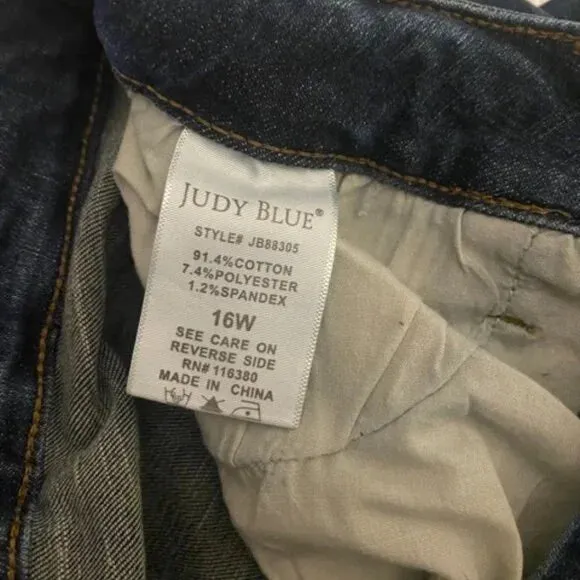 JUDY BLUE®
STYLE# JB88305
91.4%COTTON
7.4%POLYESTER
1.2%SPANDEX
16W
SEE CARE ON
REVERSE SIDE
RN# 116380
MADE IN CHINA